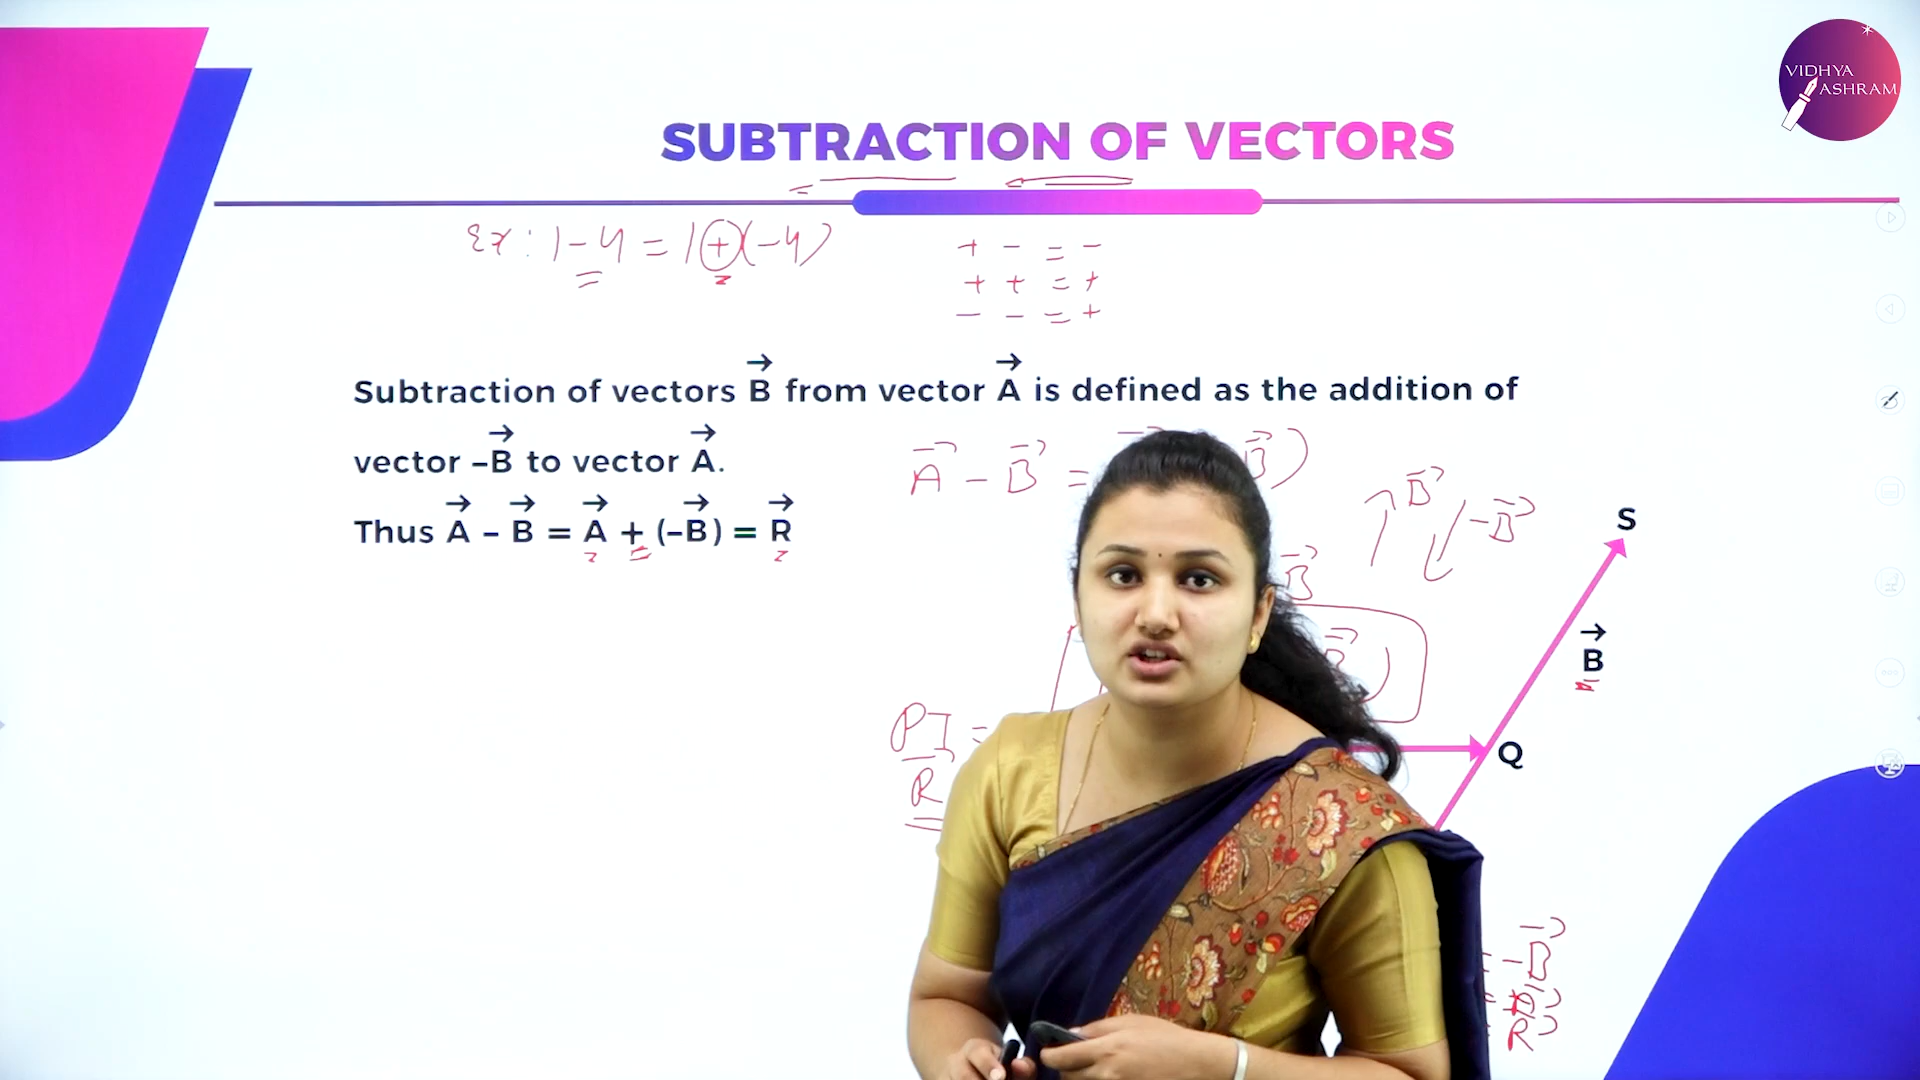 VIDHYA
ASHRAM
SUBTRACTION OF VECTORS
Ex : 1 - 4 = 1 + (-4)
+ - = -
+ + = +
- - = +
Subtraction of vectors B⃗ from vector A⃗ is defined as the addition of
vector –B⃗ to vector A⃗.
A⃗ - B⃗ =
B⃗ )
Thus A⃗ – B⃗ = A⃗ + (–B⃗) = R⃗
B⃗
-B⃗
S
B⃗
B⃗
PI =
R
Q
= -B⃗
R⃗